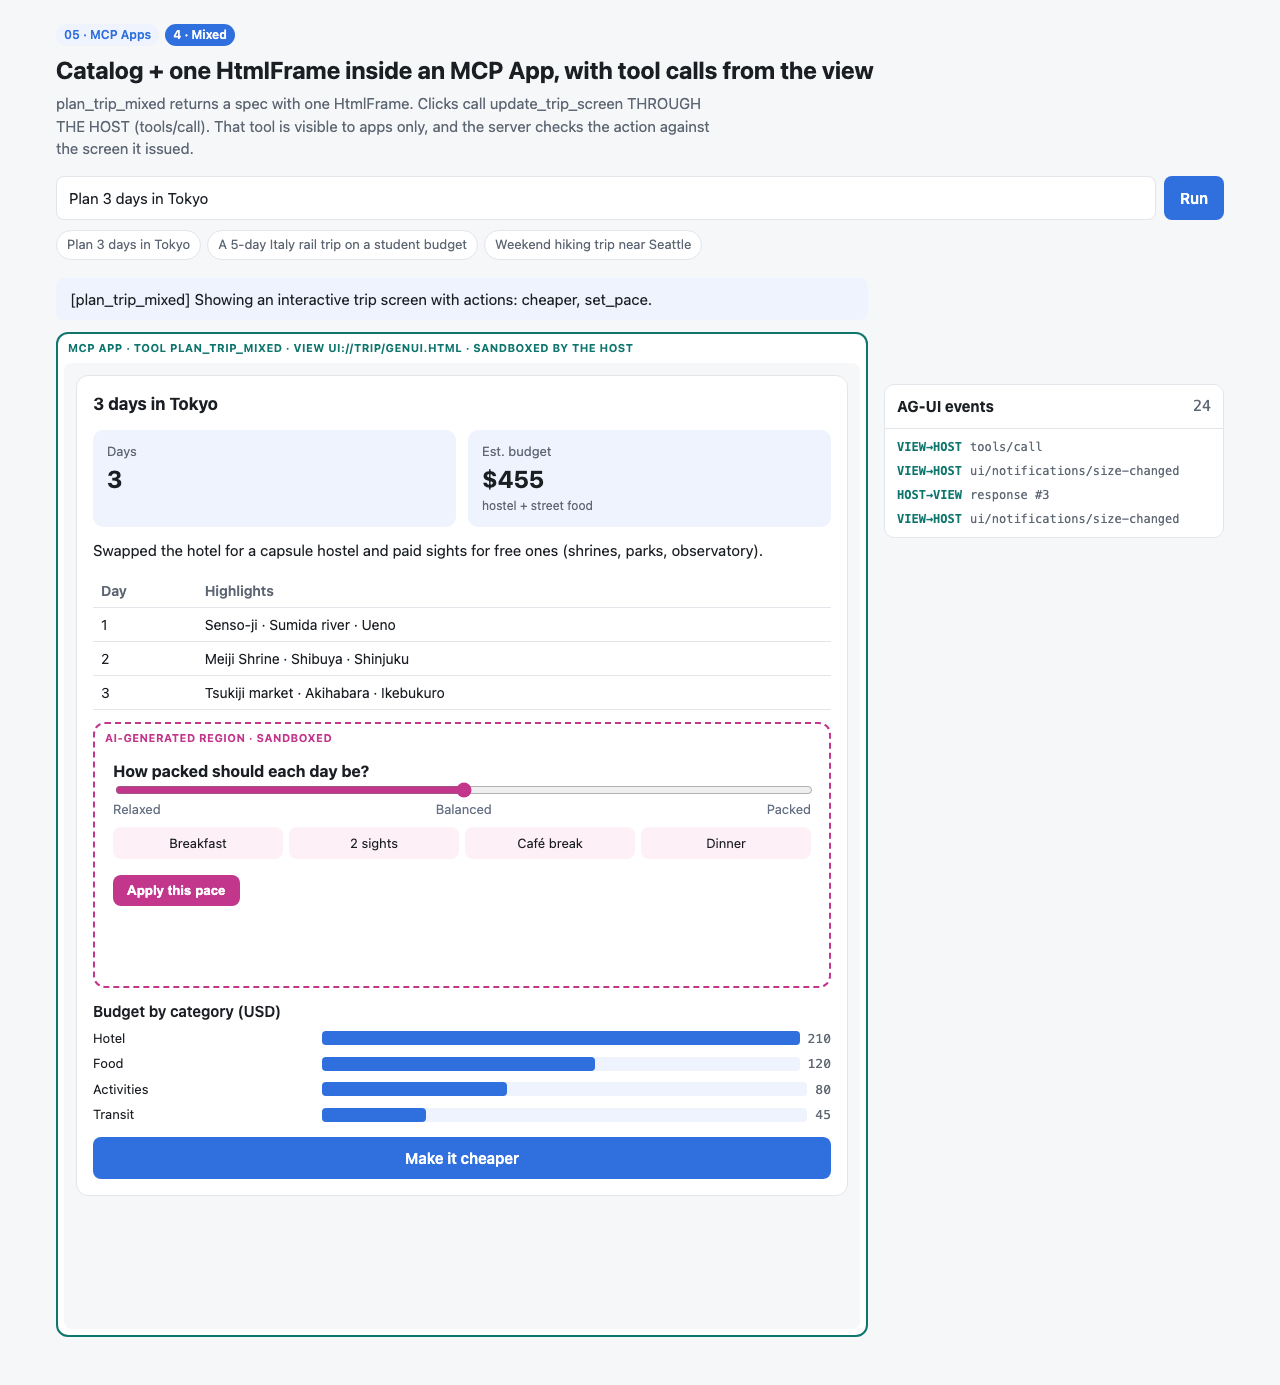 05 · MCP Apps
4 · Mixed
Catalog + one HtmlFrame inside an MCP App, with tool calls from the view
plan_trip_mixed returns a spec with one HtmlFrame. Clicks call update_trip_screen THROUGH
THE HOST (tools/call). That tool is visible to apps only, and the server checks the action against
the screen it issued.
Plan 3 days in Tokyo
Run
Plan 3 days in Tokyo
A 5-day Italy rail trip on a student budget
Weekend hiking trip near Seattle
[plan_trip_mixed] Showing an interactive trip screen with actions: cheaper, set_pace.
MCP APP · TOOL PLAN_TRIP_MIXED · VIEW UI://TRIP/GENUI.HTML · SANDBOXED BY THE HOST
3 days in Tokyo
Days
3
Est. budget
$455
hostel + street food
Swapped the hotel for a capsule hostel and paid sights for free ones (shrines, parks, observatory).
Day Highlights
1 Senso-ji · Sumida river · Ueno
2 Meiji Shrine · Shibuya · Shinjuku
3 Tsukiji market · Akihabara · Ikebukuro
AI-GENERATED REGION · SANDBOXED
How packed should each day be?
Relaxed Balanced Packed
Breakfast 2 sights Café break Dinner
Apply this pace
Budget by category (USD)
Hotel 210
Food 120
Activities 80
Transit 45
Make it cheaper
AG-UI events 24
VIEW→HOST tools/call
VIEW→HOST ui/notifications/size-changed
HOST→VIEW response #3
VIEW→HOST ui/notifications/size-changed